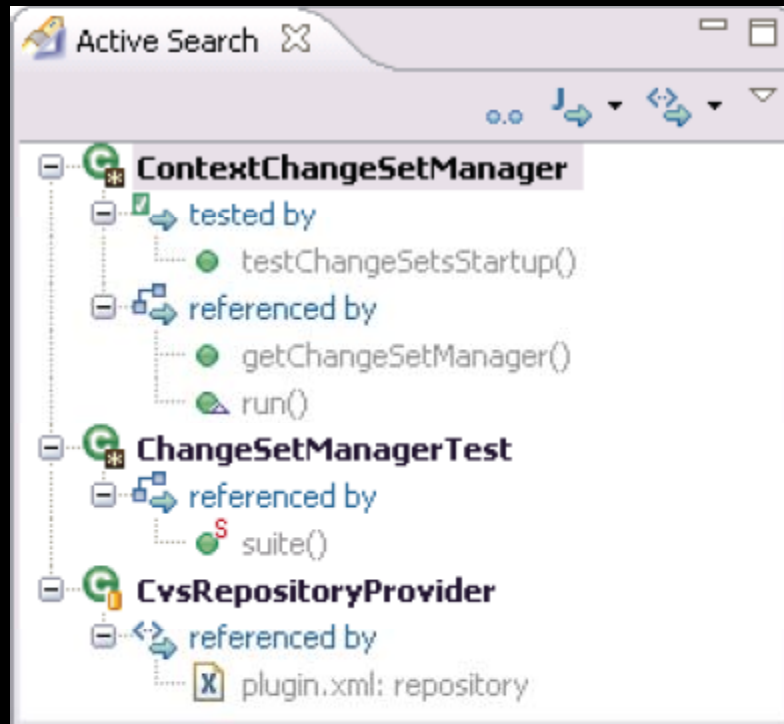 Active Search
ContextChangeSetManager
tested by
testChangeSetsStartup()
referenced by
getChangeSetManager()
run()
ChangeSetManagerTest
referenced by
suite()
CvsRepositoryProvider
referenced by
plugin.xml: repository